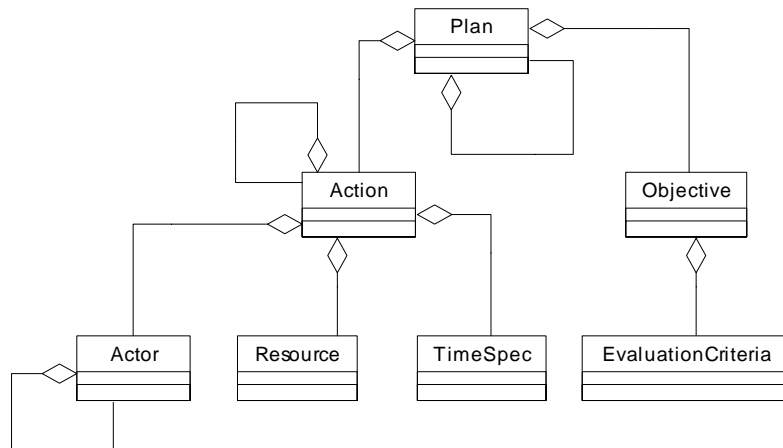 Plan
Action
Objective
Actor
Resource
TimeSpec
EvaluationCriteria